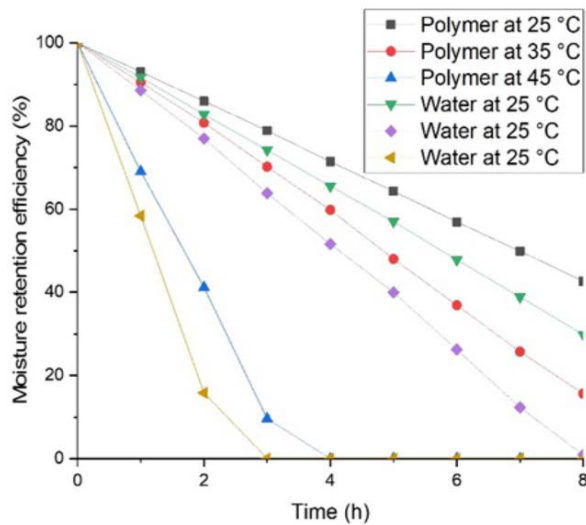 Polymer at 25 °C
Polymer at 35 °C
Polymer at 45 °C
Water at 25 °C
Water at 25 °C
Water at 25 °C
Moisture retention efficiency (%)
100
80
60
40
20
0
0 2 4 6 8
Time (h)